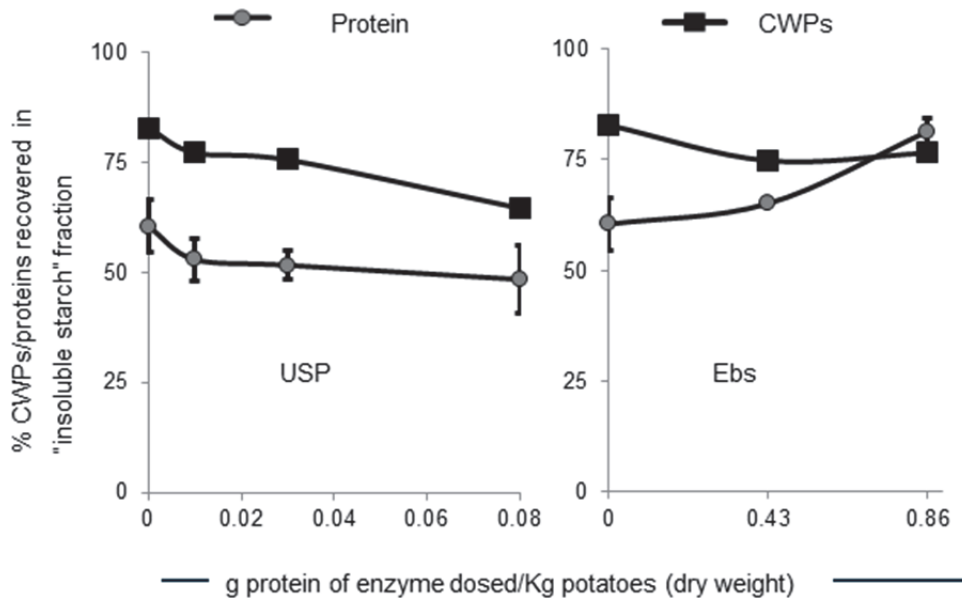 Protein
CWPs
% CWPs/proteins recovered in
"insoluble starch" fraction
100
75
50
25
0
USP
0
0.02
0.04
0.06
0.08
100
75
50
25
0
Ebs
0
0.43
0.86
g protein of enzyme dosed/Kg potatoes (dry weight)